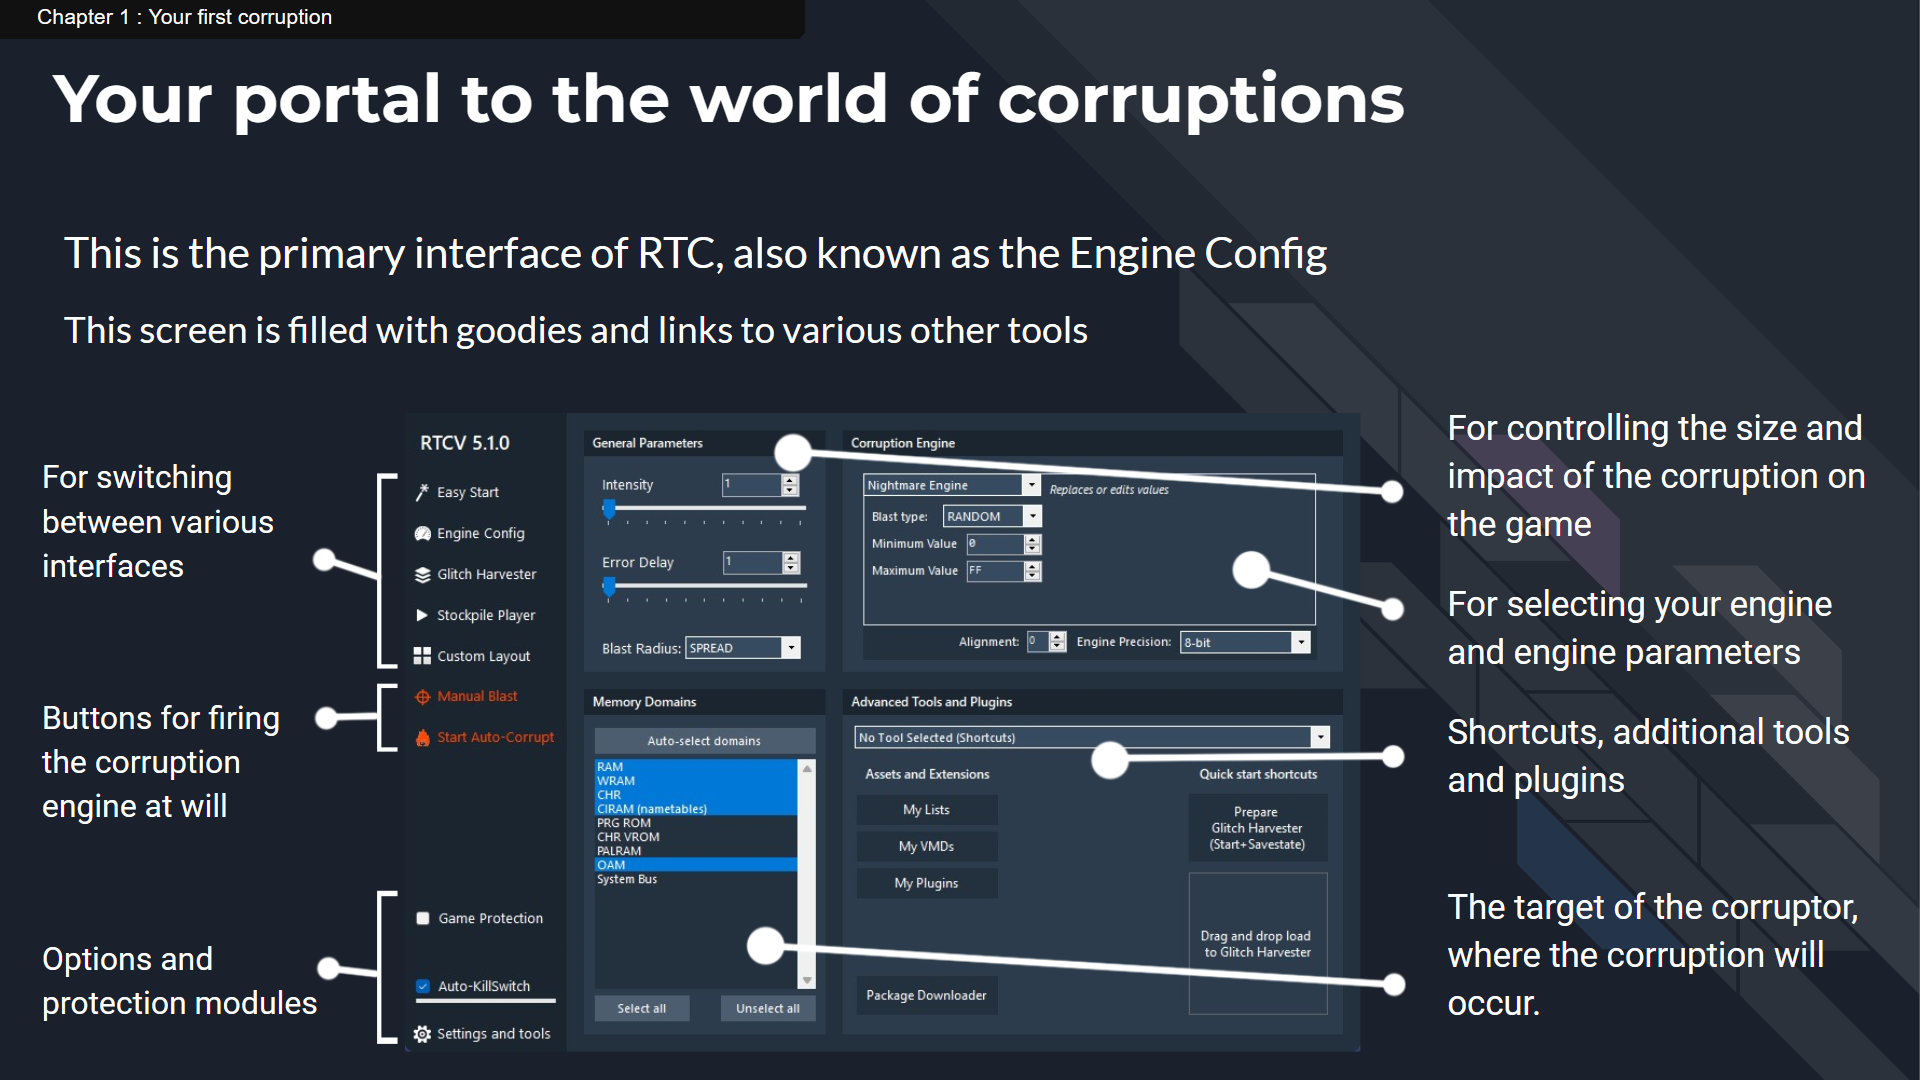 Chapter 1 : Your first corruption
Your portal to the world of corruptions
This is the primary interface of RTC, also known as the Engine Config
This screen is filled with goodies and links to various other tools
For switching
between various
interfaces
Buttons for firing
the corruption
engine at will
Options and
protection modules
RTCV 5.1.0
Easy Start
Engine Config
Glitch Harvester
Stockpile Player
Custom Layout
Manual Blast
Start Auto-Corrupt
Game Protection
Auto-KillSwitch
Settings and tools
General Parameters
Intensity
1
Error Delay
1
Blast Radius: SPREAD
Memory Domains
Auto-select domains
RAM
WRAM
CHR
CIRAM (nametables)
PRG ROM
CHR VROM
PALRAM
OAM
System Bus
Select all
Unselect all
Corruption Engine
Nightmare Engine
Replaces or edits values
Blast type: RANDOM
Minimum Value 0
Maximum Value FF
Alignment: 0
Engine Precision: 8-bit
Advanced Tools and Plugins
No Tool Selected (Shortcuts)
Assets and Extensions
My Lists
My VMDs
My Plugins
Package Downloader
Quick start shortcuts
Prepare
Glitch Harvester
(Start+Savestate)
Drag and drop load
to Glitch Harvester
For controlling the size and
impact of the corruption on
the game
For selecting your engine
and engine parameters
Shortcuts, additional tools
and plugins
The target of the corruptor,
where the corruption will
occur.